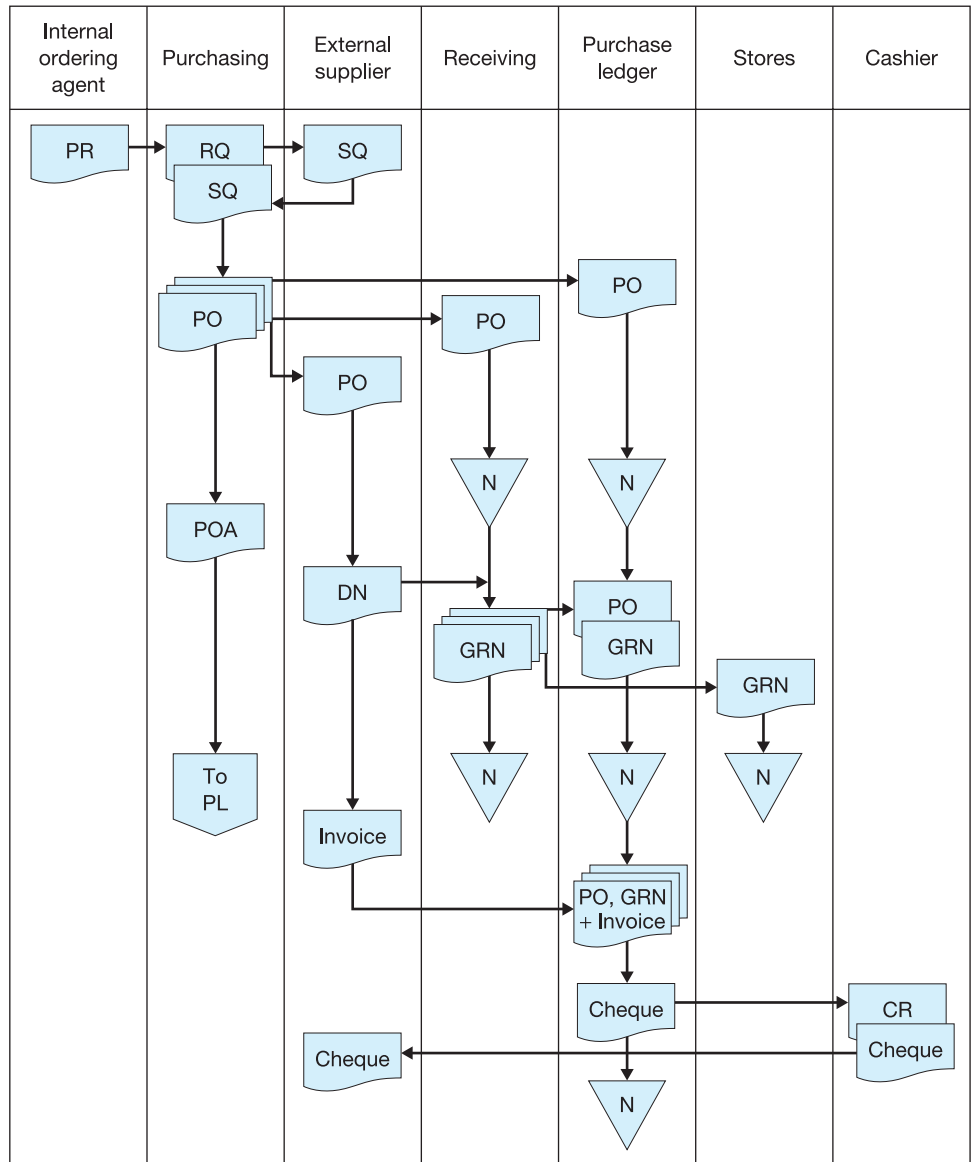 Internal
ordering
agent
Purchasing
External
supplier
Receiving
Purchase
ledger
Stores
Cashier
PR
RQ
SQ
SQ
PO
PO
PO
PO
N
N
POA
DN
PO
GRN
GRN
GRN
To
PL
N
N
N
Invoice
PO, GRN
+ Invoice
Cheque
CR
Cheque
Cheque
N